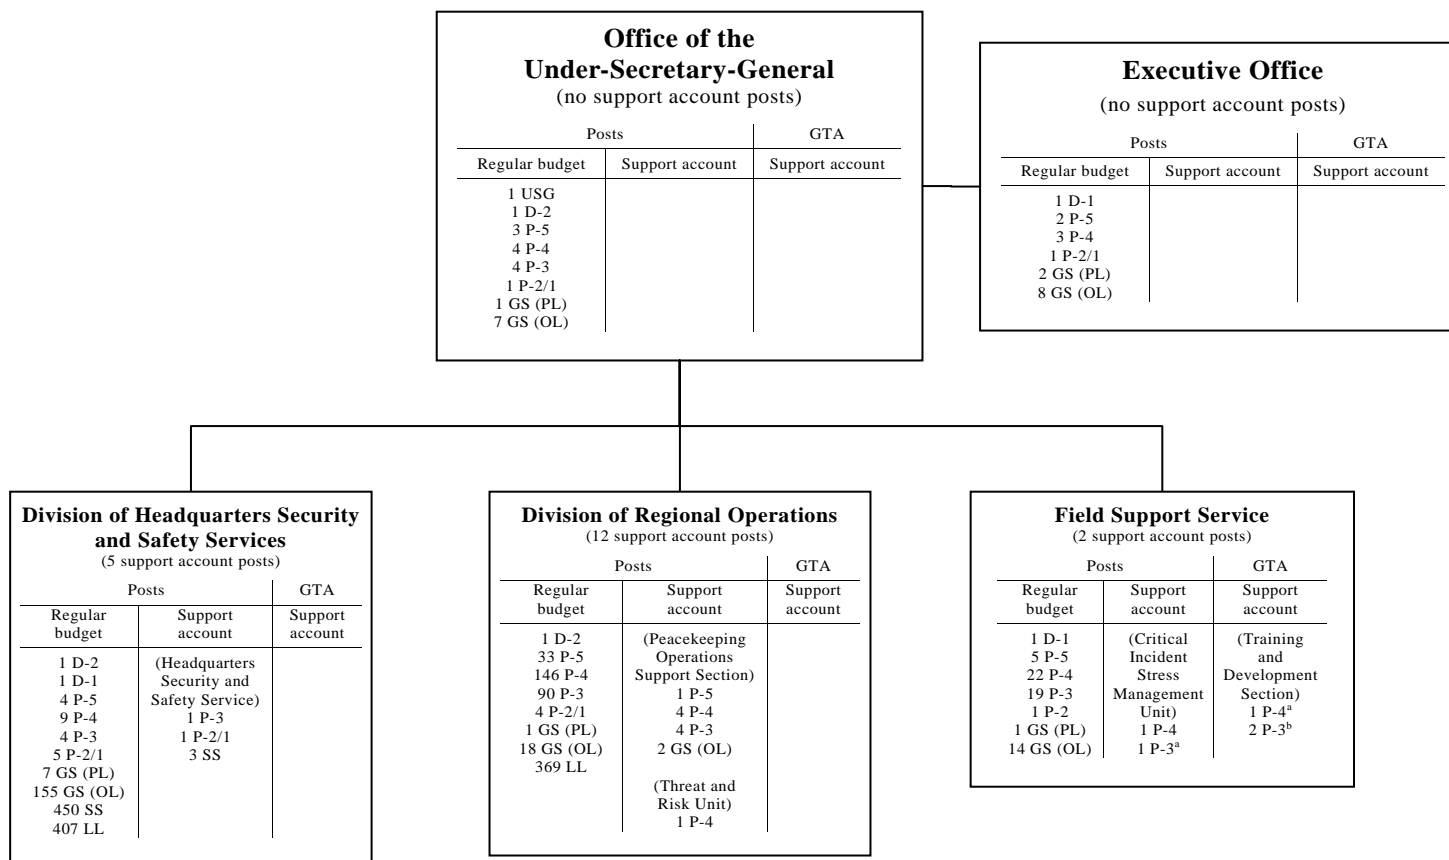 Office of the
Under-Secretary-General
(no support account posts)
Posts GTA
Regular budget Support account Support account
1 USG
1 D-2
3 P-5
4 P-4
4 P-3
1 P-2/1
1 GS (PL)
7 GS (OL)
Executive Office
(no support account posts)
Posts GTA
Regular budget Support account Support account
1 D-1
2 P-5
3 P-4
1 P-2/1
2 GS (PL)
8 GS (OL)
Division of Headquarters Security
and Safety Services
(5 support account posts)
Posts GTA
Regular Support Support
budget account account
1 D-2 (Headquarters
1 D-1 Security and
4 P-5 Safety Service)
9 P-4 1 P-3
4 P-3 1 P-2/1
5 P-2/1 3 SS
7 GS (PL)
155 GS (OL)
450 SS
407 LL
Division of Regional Operations
(12 support account posts)
Posts GTA
Regular Support Support
budget account account
1 D-2 (Peacekeeping
33 P-5 Operations
146 P-4 Support Section)
90 P-3 1 P-5
4 P-2/1 4 P-4
1 GS (PL) 4 P-3
18 GS (OL) 2 GS (OL)
369 LL
(Threat and
Risk Unit)
1 P-4
Field Support Service
(2 support account posts)
Posts GTA
Regular Support Support
budget account account
1 D-1 (Critical (Training
5 P-5 Incident and
22 P-4 Stress Development
19 P-3 Management Section)
1 P-2 Unit) 1 P-4a
1 GS (PL) 1 P-4 2 P-3b
14 GS (OL) 1 P-3a